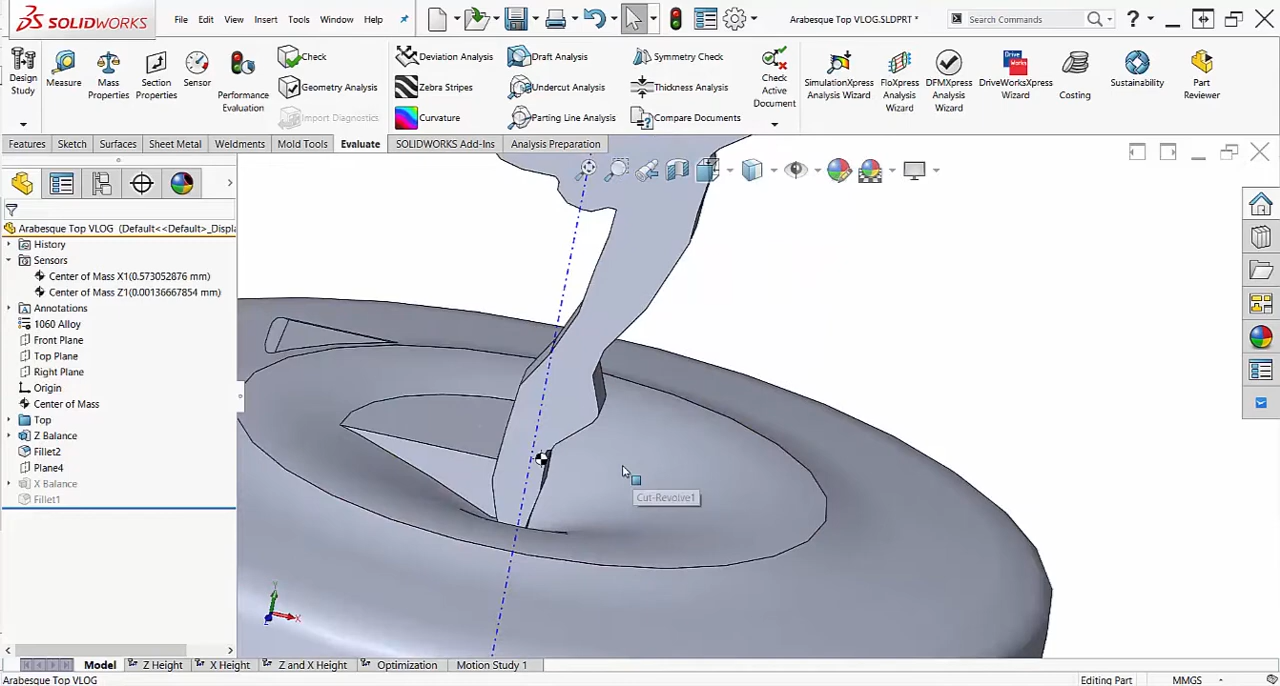 SOLIDWORKS File Edit View Insert Tools Window Help Arabesque Top VLOG.SLDPRT * Search Commands ?
Design Study
Measure
Mass Properties
Section Properties
Sensor
Performance Evaluation
Check
Geometry Analysis
Import Diagnostics
Deviation Analysis
Zebra Stripes
Curvature
Draft Analysis
Undercut Analysis
Parting Line Analysis
Symmetry Check
Thickness Analysis
Compare Documents
Check Active Document
SimulationXpress Analysis Wizard
FloXpress Analysis Wizard
DFMXpress Analysis Wizard
DriveWorksXpress Wizard
Costing
Sustainability
Part Reviewer
Features Sketch Surfaces Sheet Metal Weldments Mold Tools Evaluate SOLIDWORKS Add-Ins Analysis Preparation
Arabesque Top VLOG (Default<<Default>_Displa
History
Sensors
Center of Mass X1(0.573052876 mm)
Center of Mass Z1(0.00136667854 mm)
Annotations
1060 Alloy
Front Plane
Top Plane
Right Plane
Origin
Center of Mass
Top
Z Balance
Fillet2
Plane4
X Balance
Fillet1
Cut-Revolve1
Y
X
Z
Model Z Height X Height Z and X Height Optimization Motion Study 1
SOLIDWORKS Editing Part MMGS